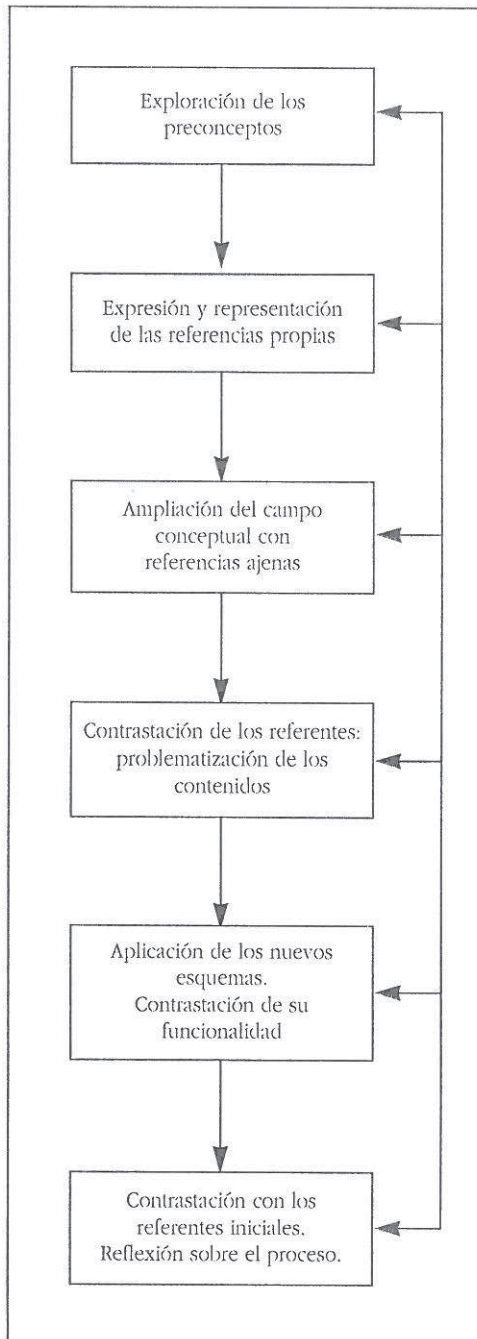 Exploración de los
preconceptos
Expresión y representación
de las referencias propias
Ampliación del campo
conceptual con
referencias ajenas
Contrastación de los referentes:
problematización de los
contenidos
Aplicación de los nuevos
esquemas.
Contrastación de su
funcionalidad
Contrastación con los
referentes iniciales.
Reflexión sobre el proceso.